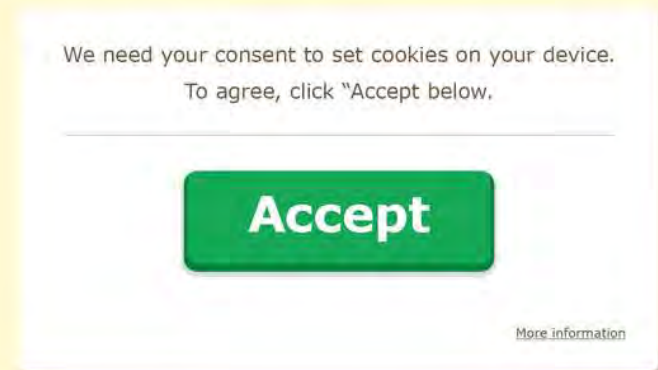 We need your consent to set cookies on your device.
To agree, click “Accept below.
Accept
More information